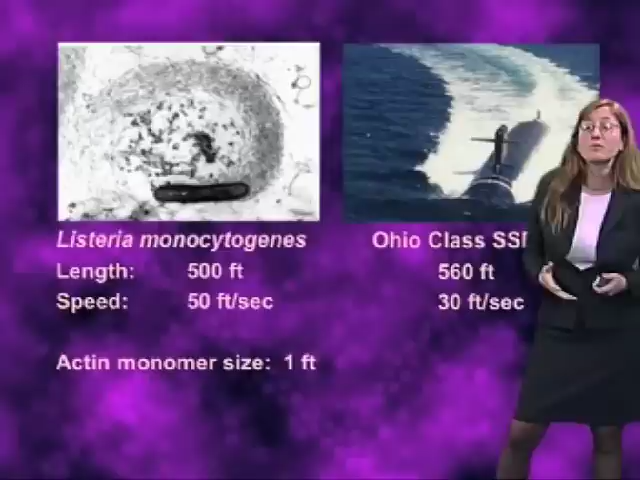 Listeria monocytogenes
Length: 500 ft
Speed: 50 ft/sec
Actin monomer size: 1 ft
Ohio Class
560 ft
30 ft/sec